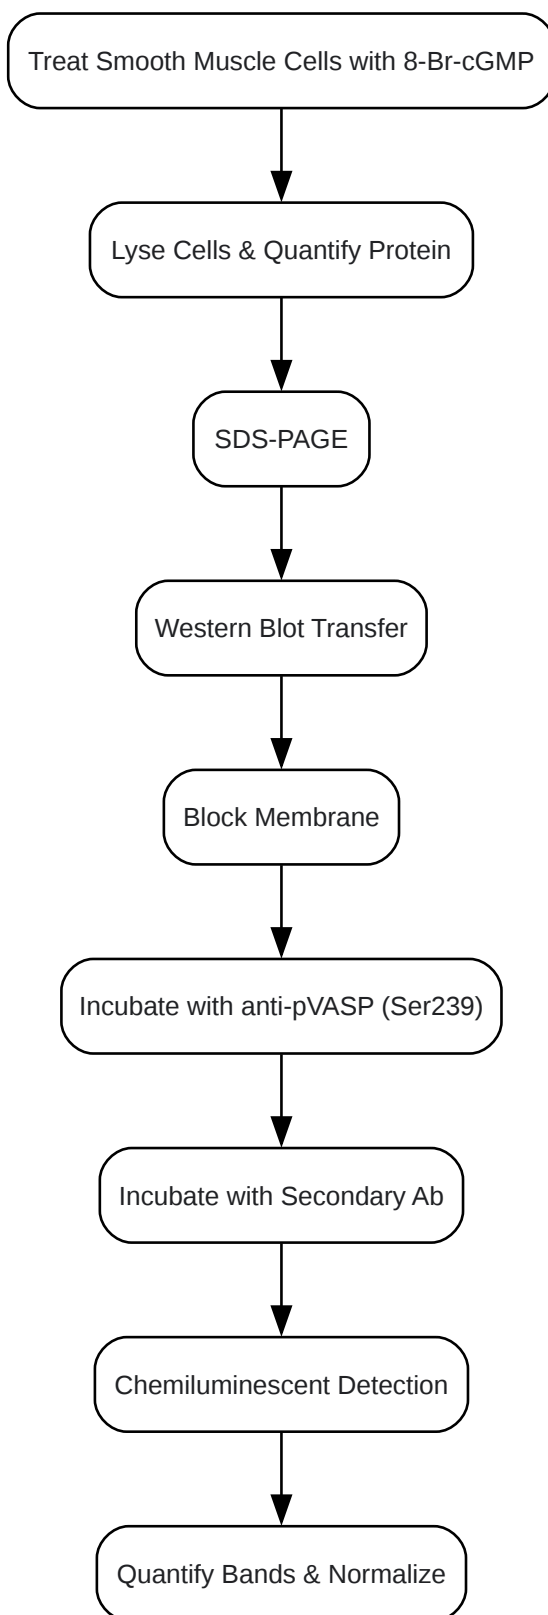 Treat Smooth Muscle Cells with 8-Br-cGMP
Lyse Cells & Quantify Protein
SDS-PAGE
Western Blot Transfer
Block Membrane
Incubate with anti-pVASP (Ser239)
Incubate with Secondary Ab
Chemiluminescent Detection
Quantify Bands & Normalize